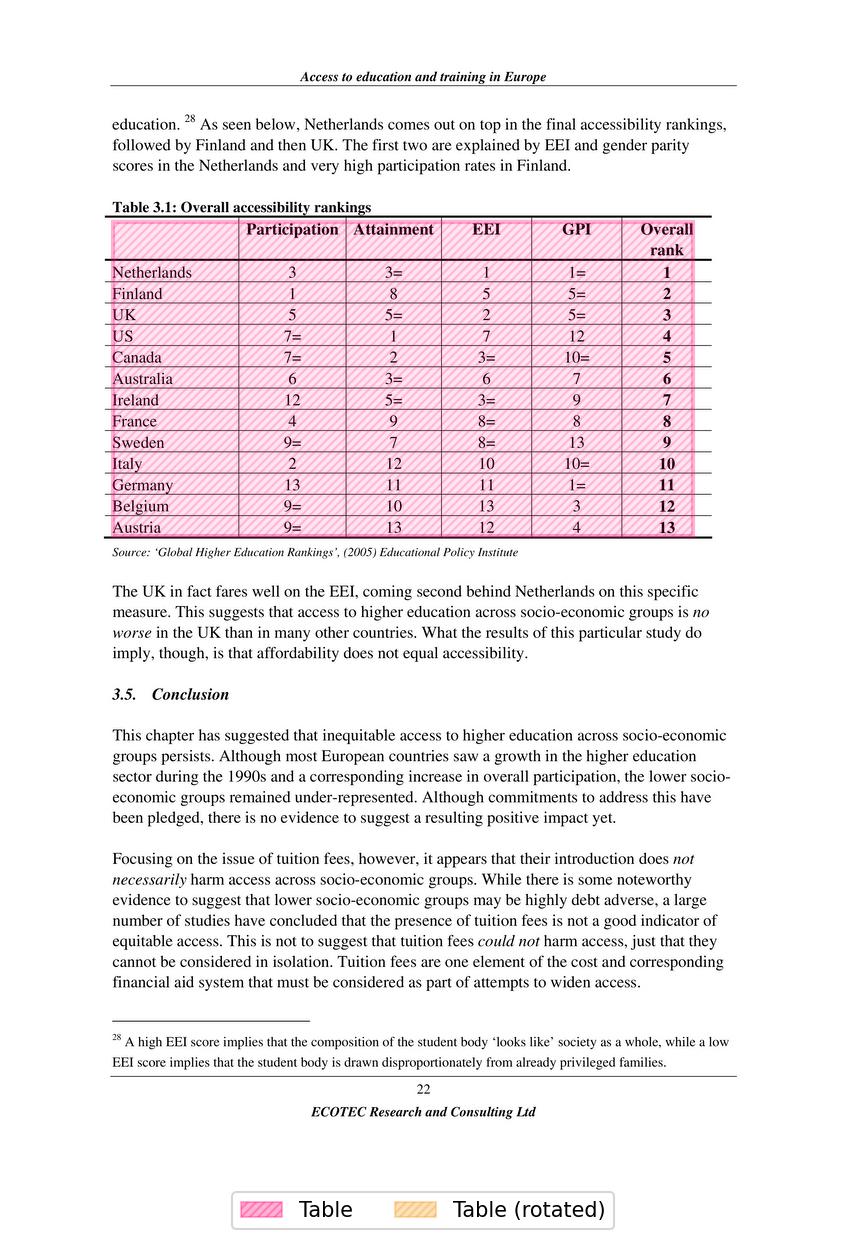 Access to education and training in Europe
education. 28 As seen below, Netherlands comes out on top in the final accessibility rankings,
followed by Finland and then UK. The first two are explained by EEI and gender parity
scores in the Netherlands and very high participation rates in Finland.
Table 3.1: Overall accessibility rankings
Participation Attainment EEI GPI Overall
rank
Netherlands 3 3= 1 1= 1
Finland 1 8 5 5= 2
UK 5 5= 2 5= 3
US 7= 1 7 12 4
Canada 7= 2 3= 10= 5
Australia 6 3= 6 7 6
Ireland 12 5= 3= 9 7
France 4 9 8= 8 8
Sweden 9= 7 8= 13 9
Italy 2 12 10 10= 10
Germany 13 11 11 1= 11
Belgium 9= 10 13 3 12
Austria 9= 13 12 4 13
Source: ‘Global Higher Education Rankings’, (2005) Educational Policy Institute
The UK in fact fares well on the EEI, coming second behind Netherlands on this specific
measure. This suggests that access to higher education across socio-economic groups is no
worse in the UK than in many other countries. What the results of this particular study do
imply, though, is that affordability does not equal accessibility.
3.5. Conclusion
This chapter has suggested that inequitable access to higher education across socio-economic
groups persists. Although most European countries saw a growth in the higher education
sector during the 1990s and a corresponding increase in overall participation, the lower socio-
economic groups remained under-represented. Although commitments to address this have
been pledged, there is no evidence to suggest a resulting positive impact yet.
Focusing on the issue of tuition fees, however, it appears that their introduction does not
necessarily harm access across socio-economic groups. While there is some noteworthy
evidence to suggest that lower socio-economic groups may be highly debt adverse, a large
number of studies have concluded that the presence of tuition fees is not a good indicator of
equitable access. This is not to suggest that tuition fees could not harm access, just that they
cannot be considered in isolation. Tuition fees are one element of the cost and corresponding
financial aid system that must be considered as part of attempts to widen access.
28 A high EEI score implies that the composition of the student body ‘looks like’ society as a whole, while a low
EEI score implies that the student body is drawn disproportionately from already privileged families.
22
ECOTEC Research and Consulting Ltd
Table Table (rotated)